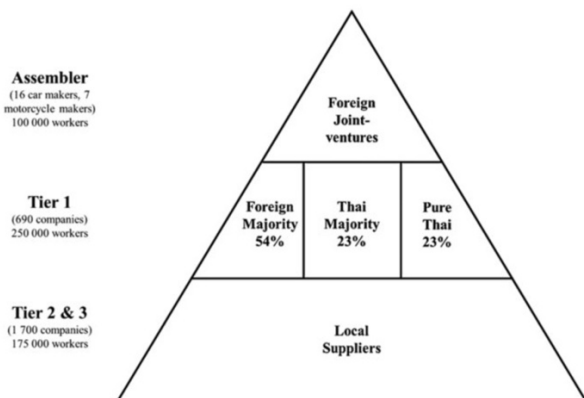 Assembler
(16 car makers, 7
motorcycle makers)
100 000 workers
Foreign
Joint-
ventures
Tier 1
(690 companies)
250 000 workers
Foreign
Majority
54%
Thai
Majority
23%
Pure
Thai
23%
Tier 2 & 3
(1 700 companies)
175 000 workers
Local
Suppliers